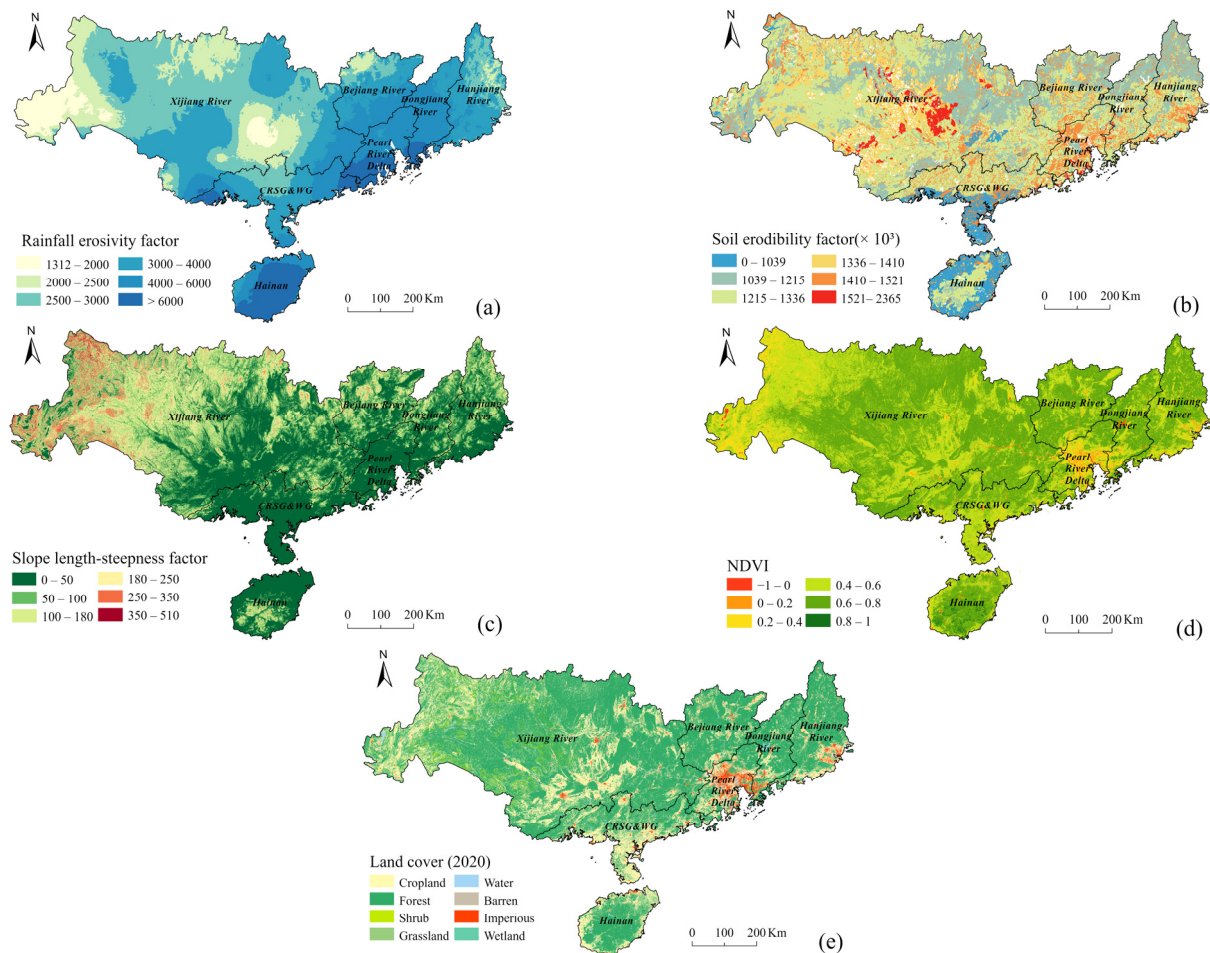 N
Xijiang River
Bejiang River
Dongjiang
River
Hanjiang
River
Pearl
River
Delta
CRSG&WG
Hainan
Rainfall erosivity factor
1312 – 2000
3000 – 4000
2000 – 2500
4000 – 6000
2500 – 3000
> 6000
0 100 200 Km
(a)
N
Xijiang River
Bejiang River
Dongjiang
River
Hanjiang
River
Pearl
River
Delta
CRSG&WG
Hainan
Soil erodibility factor(× 10³)
0 – 1039
1336 – 1410
1039 – 1215
1410 – 1521
1215 – 1336
1521 – 2365
0 100 200 Km
(b)
N
Xijiang River
Bejiang River
Dongjiang
River
Hanjiang
River
Pearl
River
Delta
CRSG&WG
Hainan
Slope length-steepness factor
0 – 50
180 – 250
50 – 100
250 – 350
100 – 180
350 – 510
0 100 200 Km
(c)
N
Xijiang River
Bejiang River
Dongjiang
River
Hanjiang
River
Pearl
River
Delta
CRSG&WG
Hainan
NDVI
−1 – 0
0.4 – 0.6
0 – 0.2
0.6 – 0.8
0.2 – 0.4
0.8 – 1
0 100 200 Km
(d)
N
Xijiang River
Bejiang River
Dongjiang
River
Hanjiang
River
Pearl
River
Delta
CRSG&WG
Hainan
Land cover (2020)
Cropland
Water
Forest
Barren
Shrub
Imperious
Grassland
Wetland
0 100 200 Km
(e)